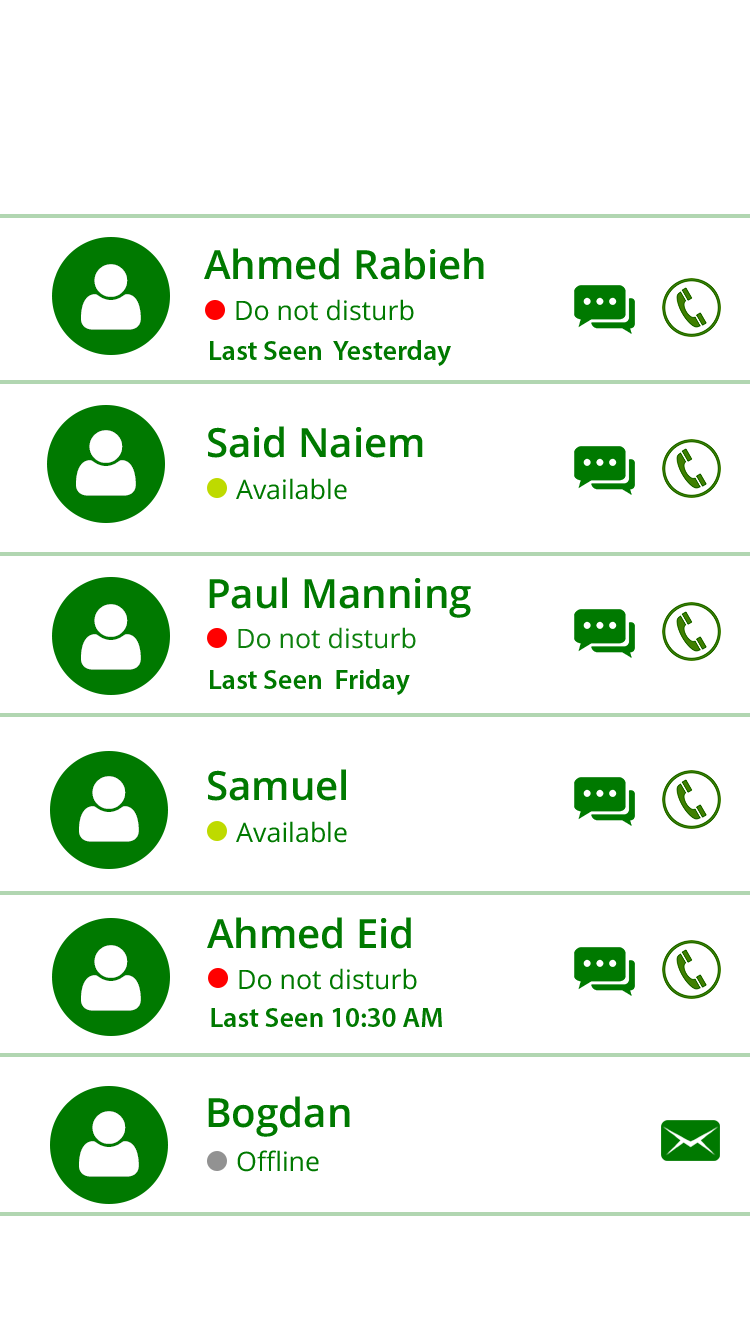 Ahmed Rabieh
Do not disturb
Last Seen Yesterday
Said Naiem
Available
Paul Manning
Do not disturb
Last Seen Friday
Samuel
Available
Ahmed Eid
Do not disturb
Last Seen 10:30 AM
Bogdan
Offline